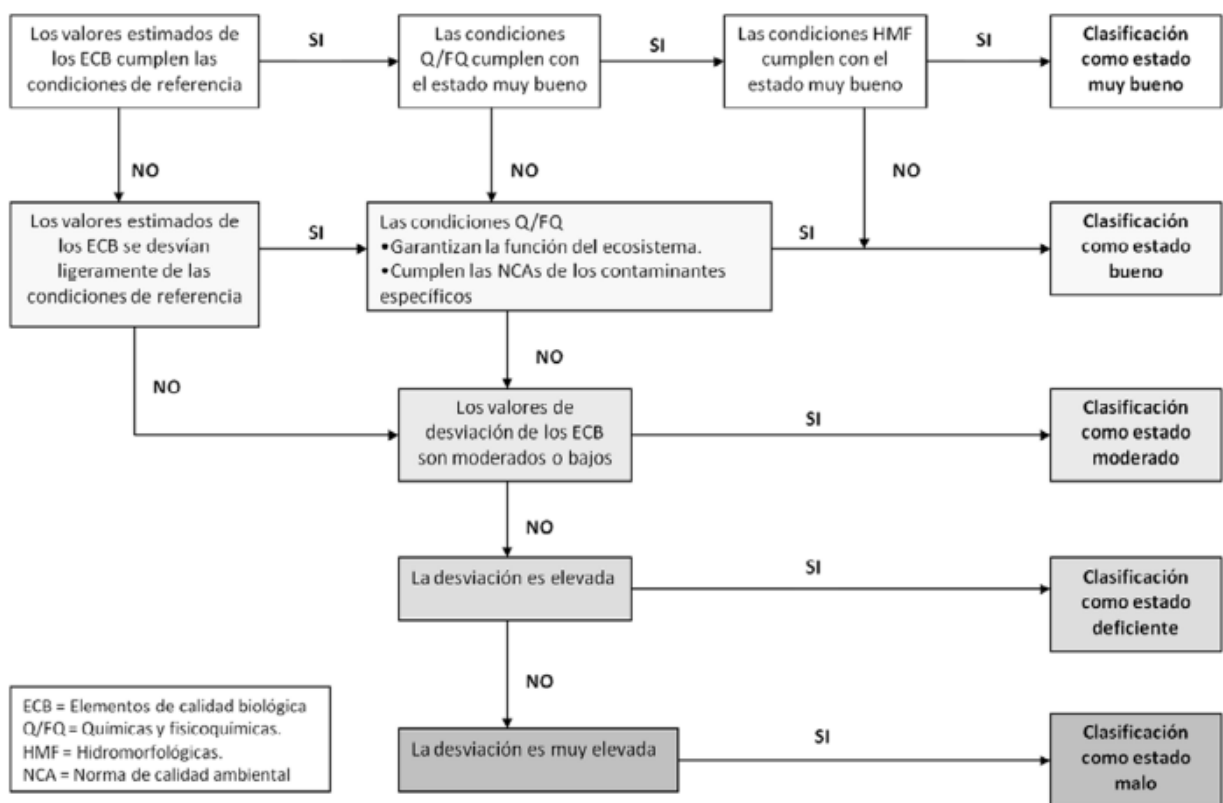 Los valores estimados de
los ECB cumplen las
condiciones de referencia
SI
Las condiciones
Q/FQ cumplen con
el estado muy bueno
SI
Las condiciones HMF
cumplen con el
estado muy bueno
SI
Clasificación
como estado
muy bueno
NO
NO
NO
Los valores estimados de
los ECB se desvían
ligeramente de las
condiciones de referencia
SI
Las condiciones Q/FQ
•Garantizan la función del ecosistema.
•Cumplen las NCAs de los contaminantes
específicos
SI
Clasificación
como estado
bueno
NO
NO
Los valores de
desviación de los ECB
son moderados o bajos
SI
Clasificación
como estado
moderado
NO
La desviación es elevada
SI
Clasificación
como estado
deficiente
NO
La desviación es muy elevada
SI
Clasificación
como estado
malo
ECB = Elementos de calidad biológica
Q/FQ = Químicas y fisicoquímicas.
HMF = Hidromorfológicas.
NCA = Norma de calidad ambiental